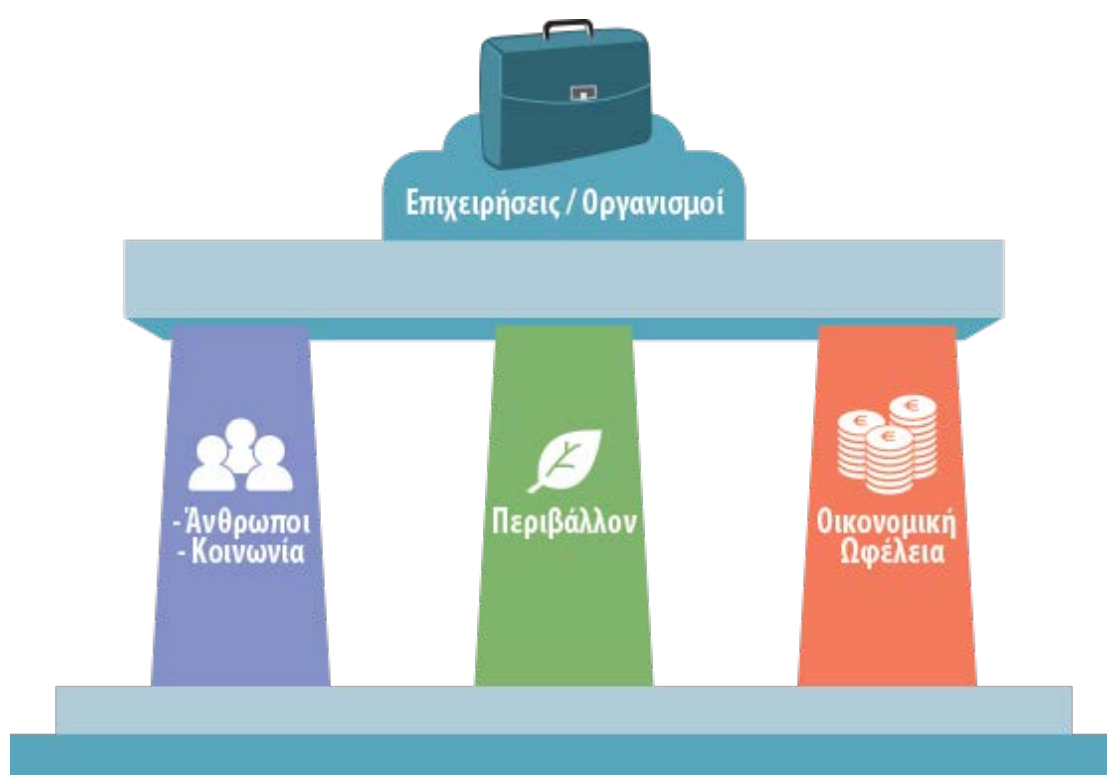 Επιχειρήσεις / Οργανισμοί
- Άνθρωποι
- Κοινωνία
Περιβάλλον
Οικονομική
Ωφέλεια